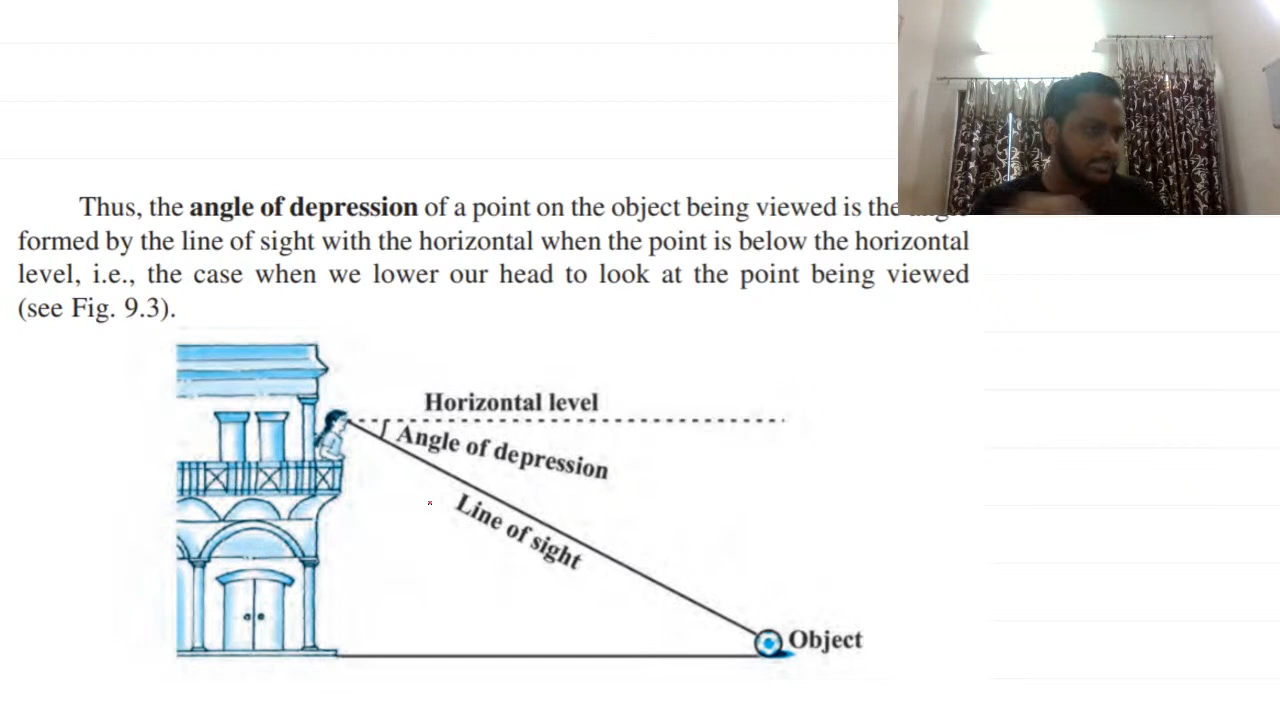 Thus, the angle of depression of a point on the object being viewed is the
formed by the line of sight with the horizontal when the point is below the horizontal
level, i.e., the case when we lower our head to look at the point being viewed
(see Fig. 9.3).
Horizontal level
Angle of depression
Line of sight
Object